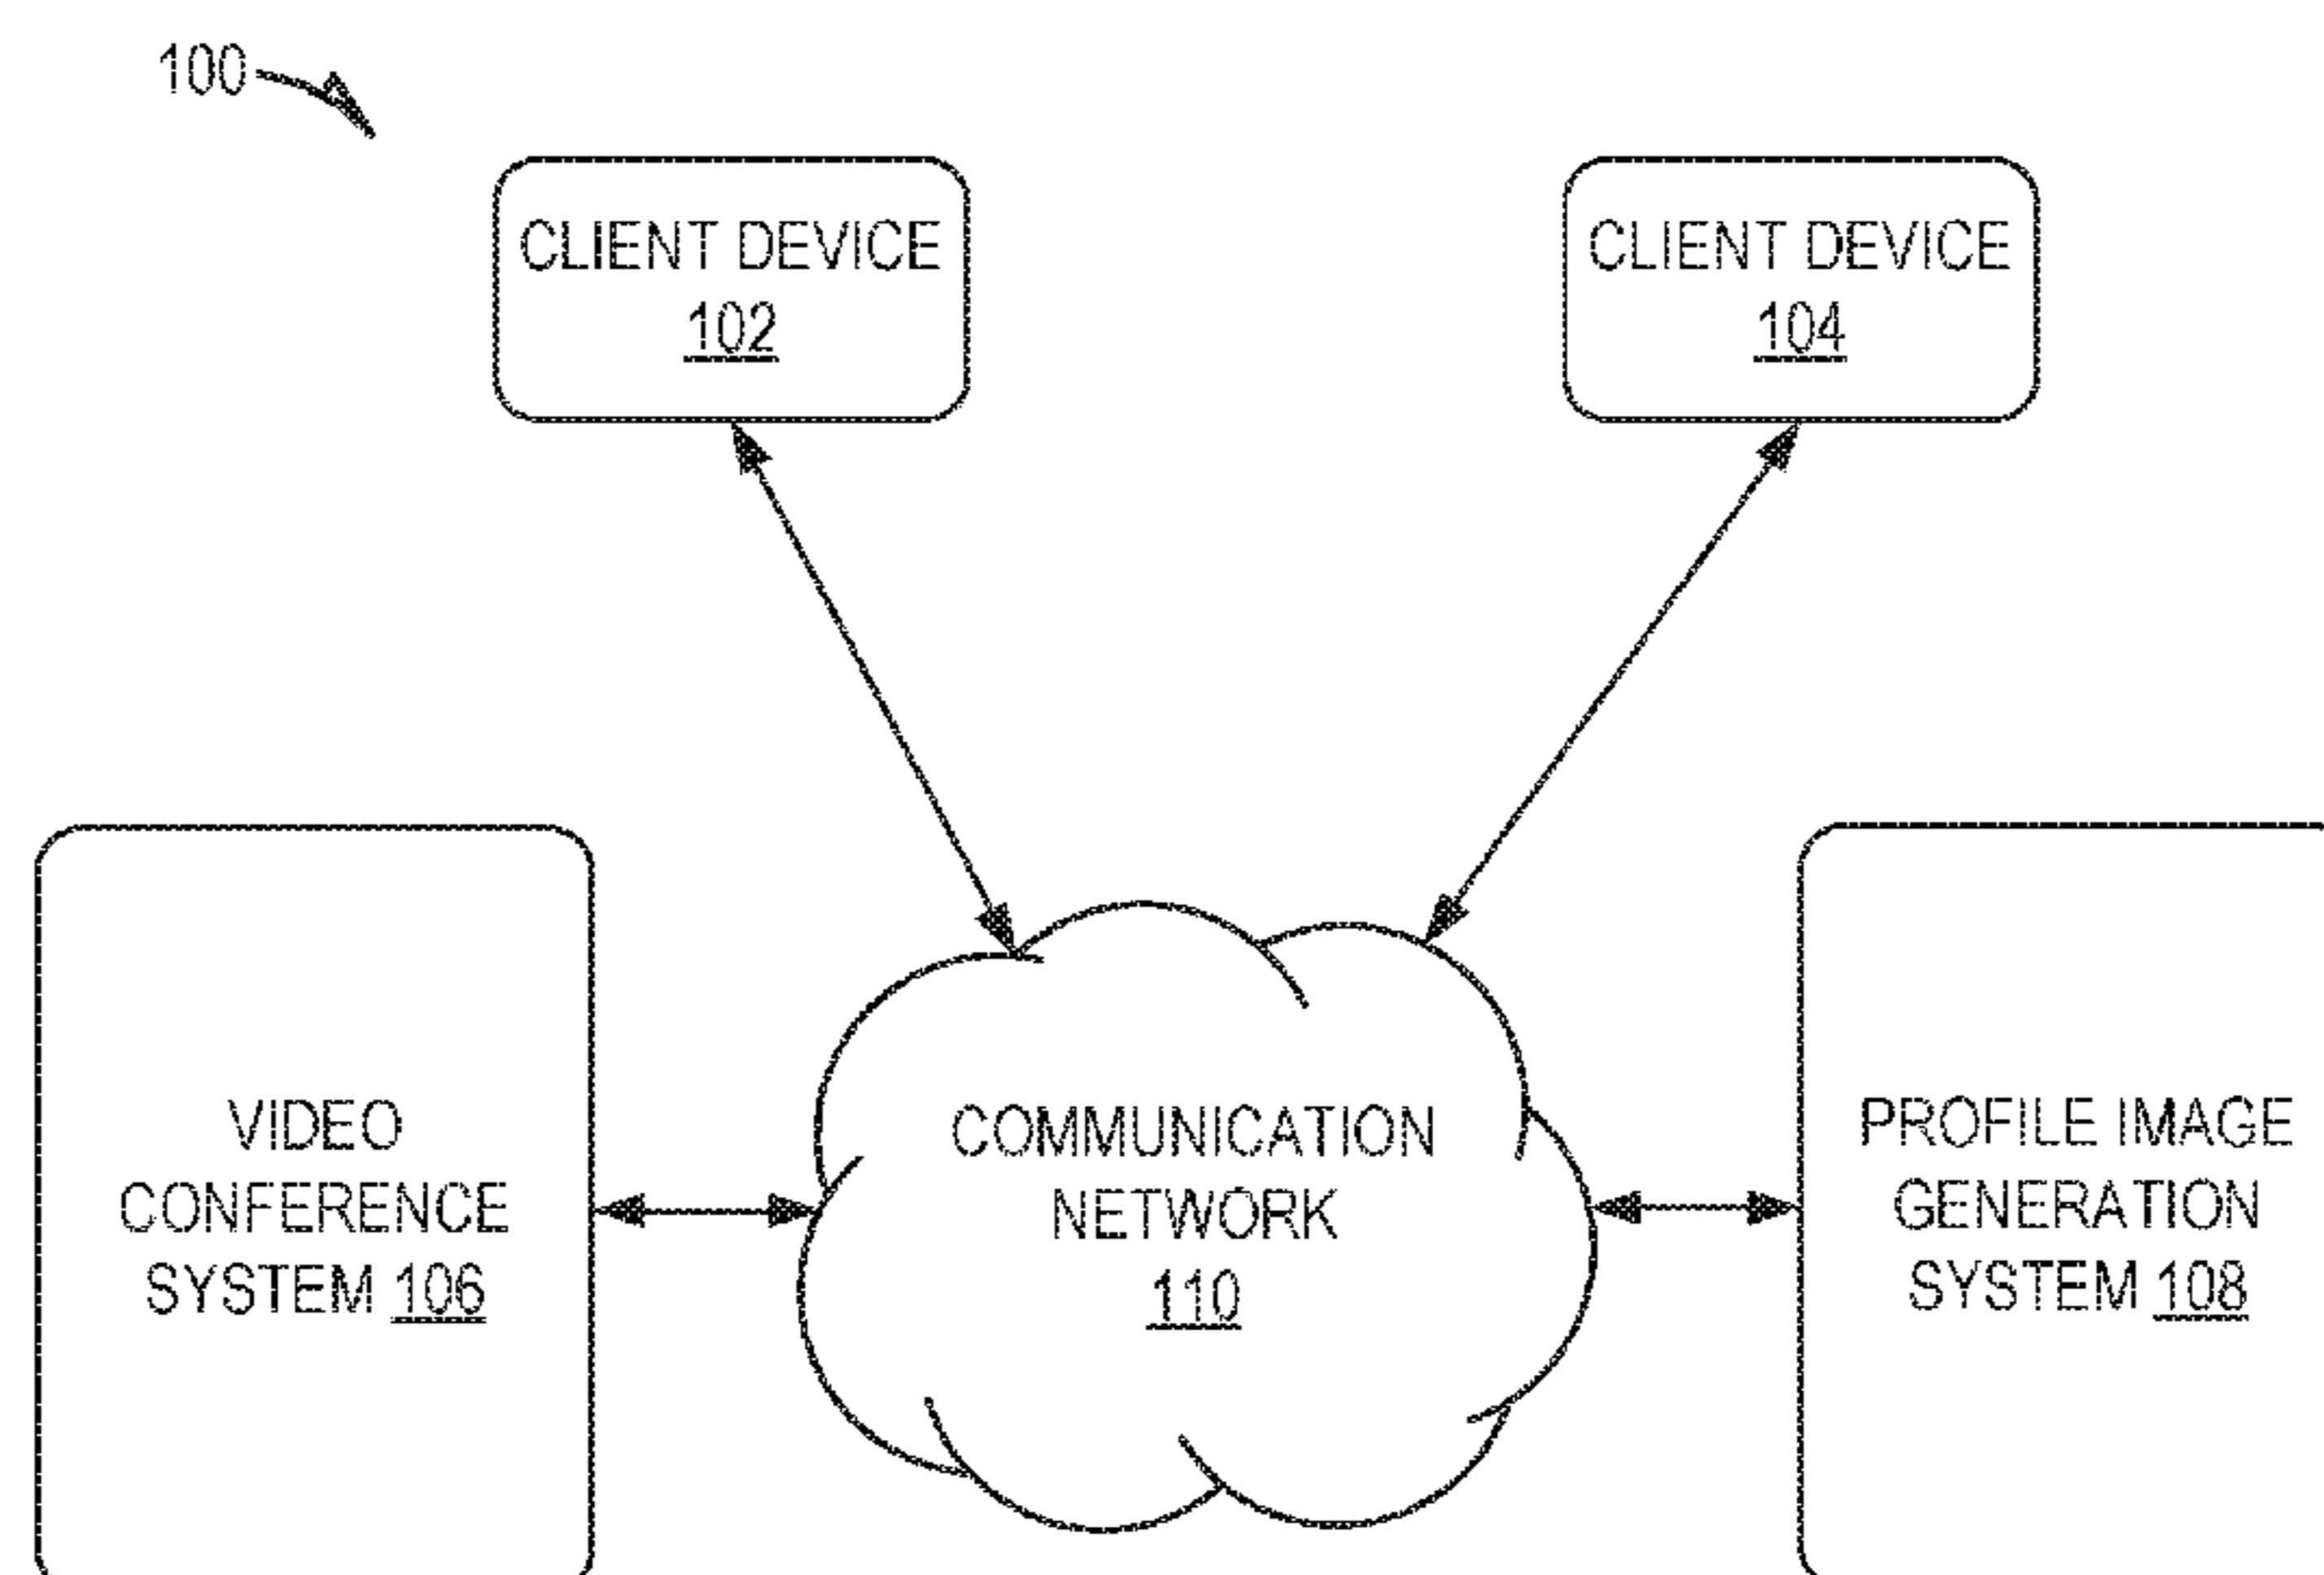 100
CLIENT DEVICE
102
CLIENT DEVICE
104
VIDEO
CONFERENCE
SYSTEM 106
COMMUNICATION
NETWORK
110
PROFILE IMAGE
GENERATION
SYSTEM 108